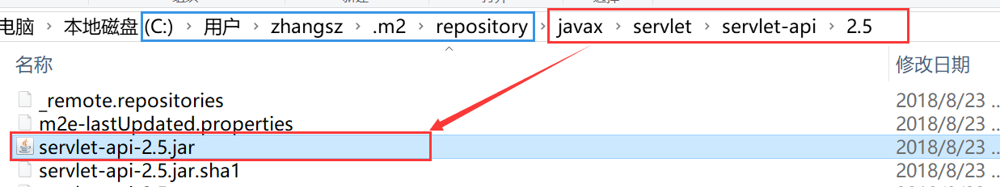 电脑 › 本地磁盘 (C:) › 用户 › zhangsz › .m2 › repository › javax › servlet › servlet-api › 2.5
名称 修改日期
_remote.repositories 2018/8/23 ..
m2e-lastUpdated.properties 2018/8/23 ..
servlet-api-2.5.jar 2018/8/23 ..
servlet-api-2.5.jar.sha1 2018/8/23 ..